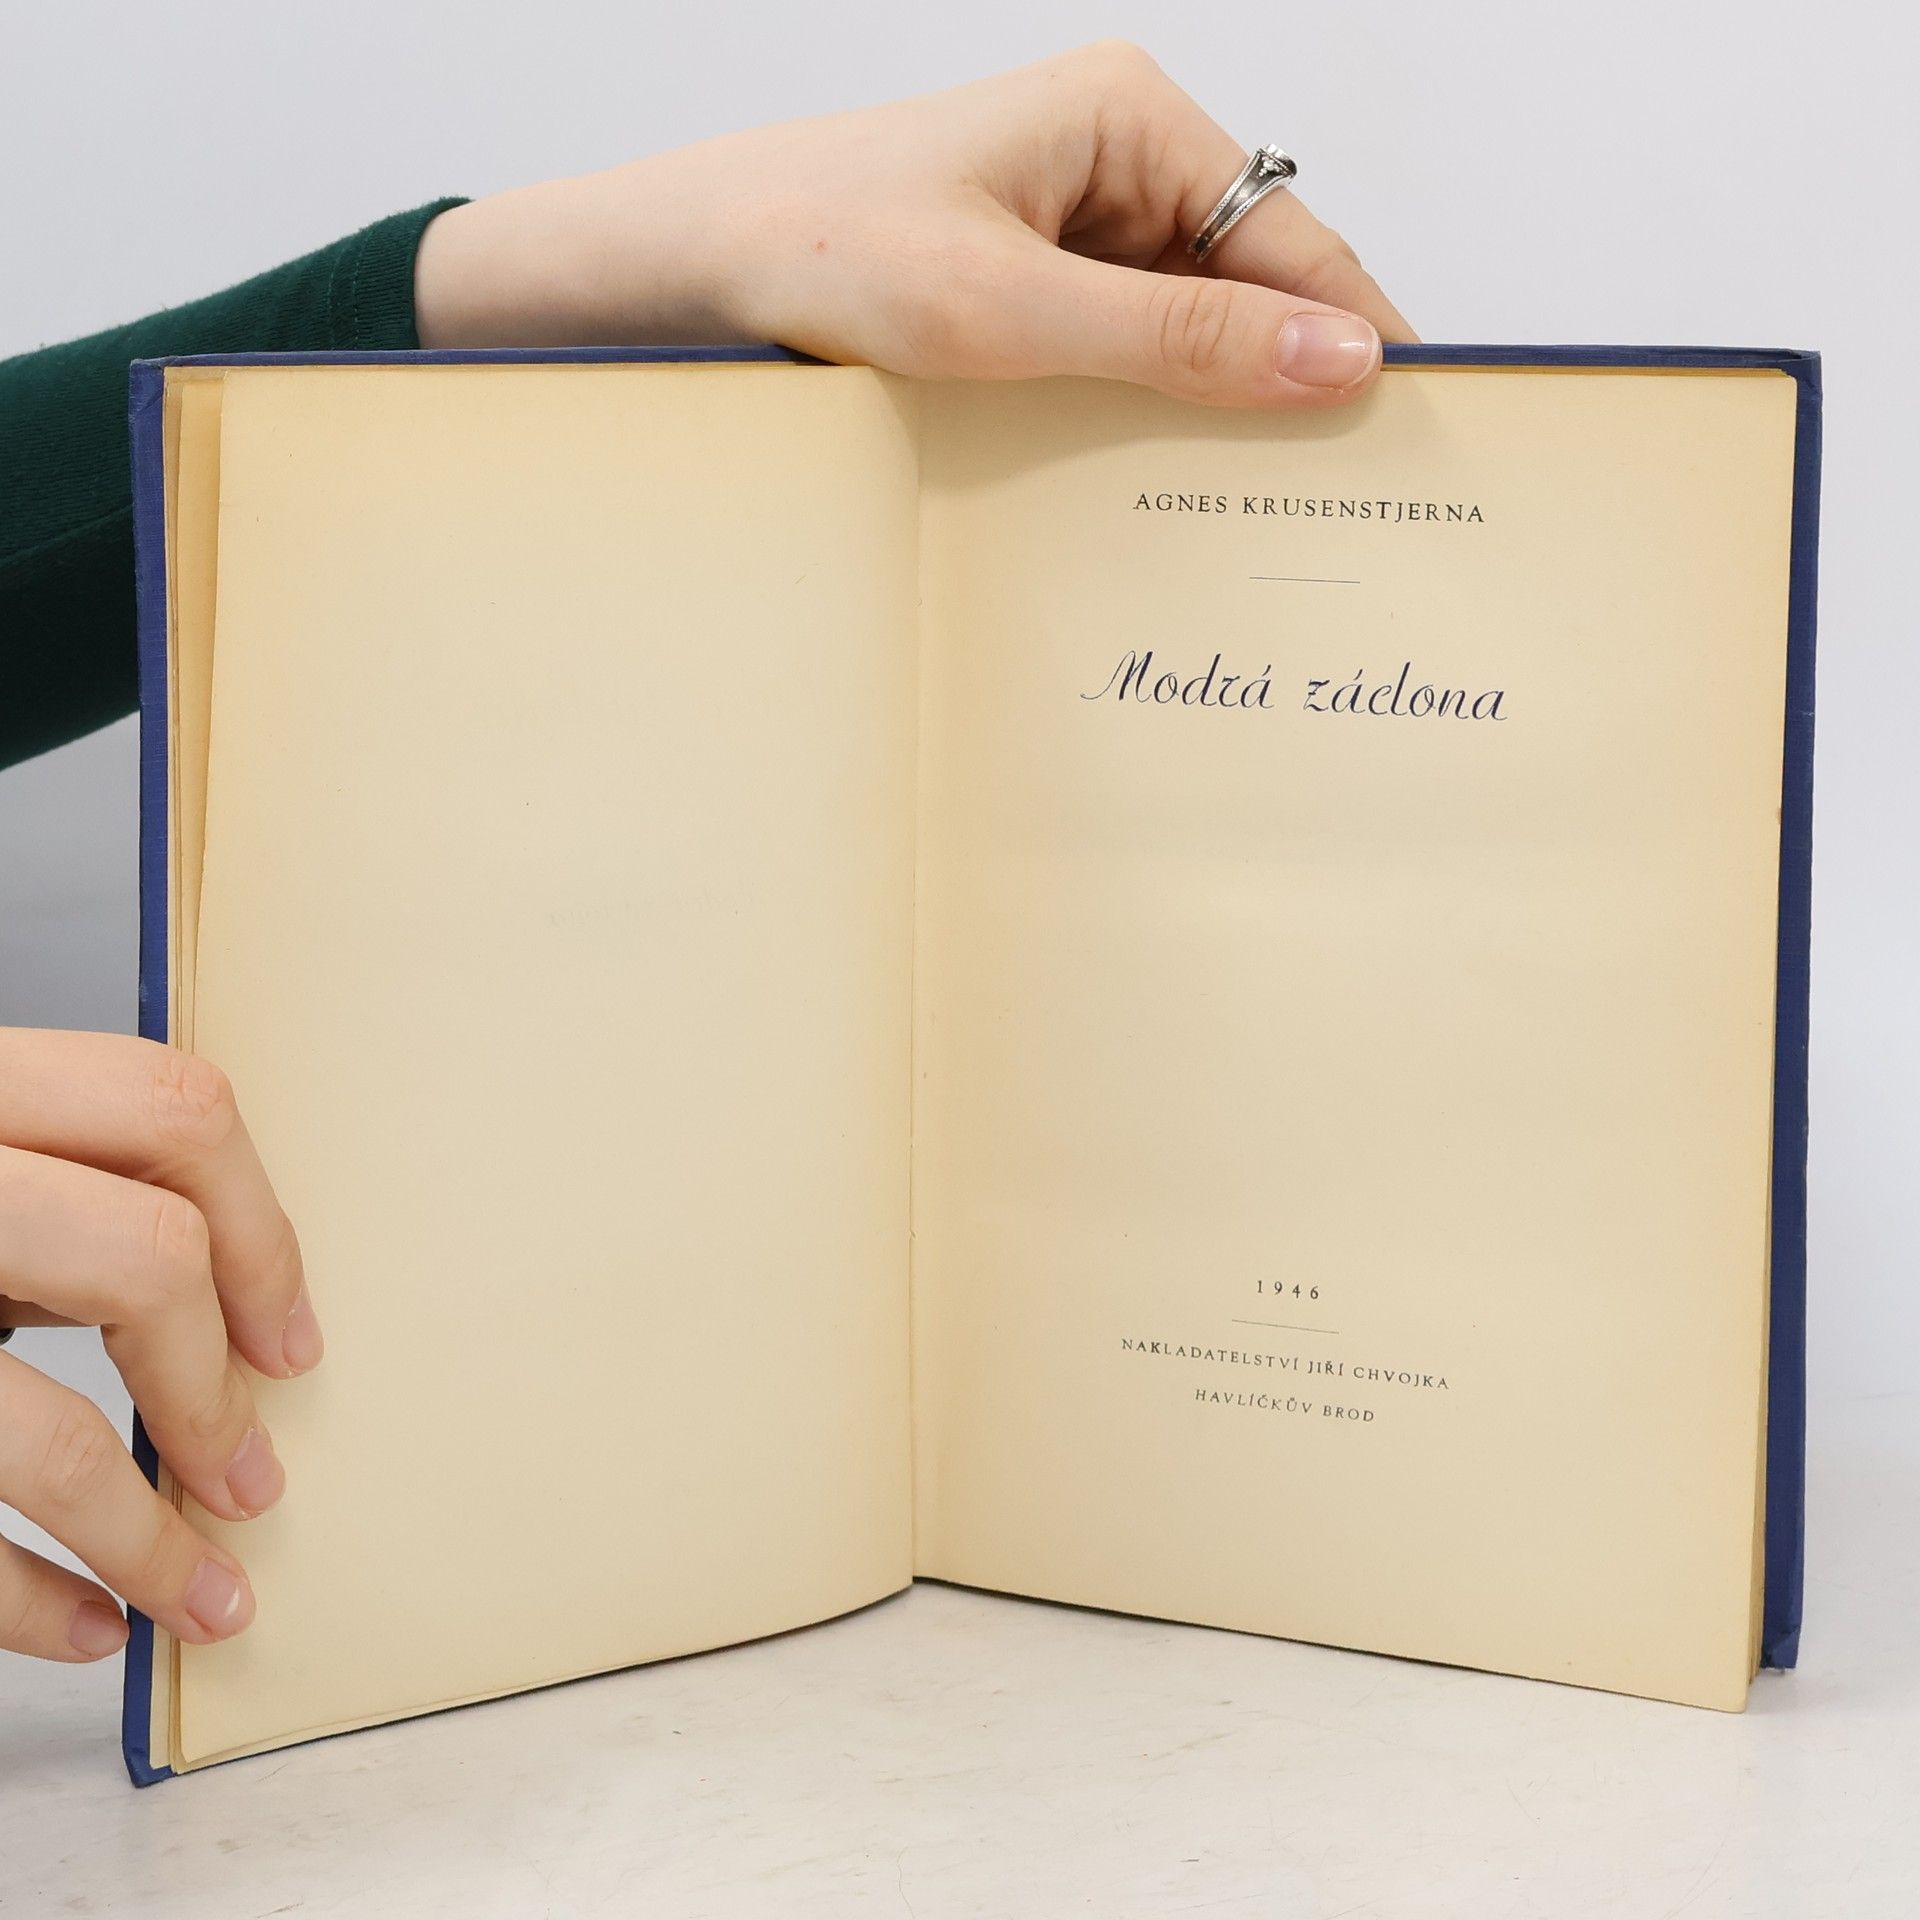 AGNES KRUSENSTJERNA
Modrá záclona
1946
NAKLADATELSTVÍ JIŘÍ CHVOJKA
HAVLÍČKŮV BROD